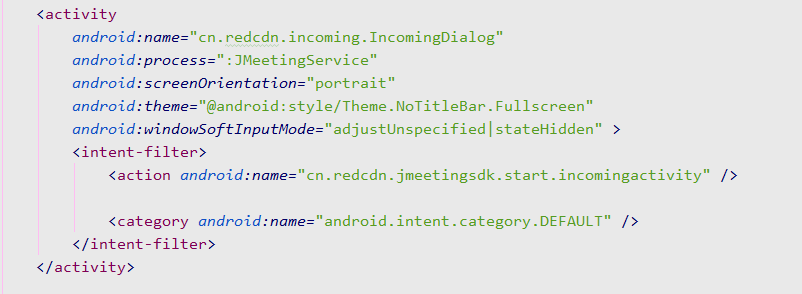 <activity
android:name="cn.redcdn.incoming.IncomingDialog"
android:process=":JMeetingService"
android:screenOrientation="portrait"
android:theme="@android:style/Theme.NoTitleBar.Fullscreen"
android:windowSoftInputMode="adjustUnspecified|stateHidden" >
<intent-filter>
<action android:name="cn.redcdn.jmeetingsdk.start.incomingactivity" />
<category android:name="android.intent.category.DEFAULT" />
</intent-filter>
</activity>